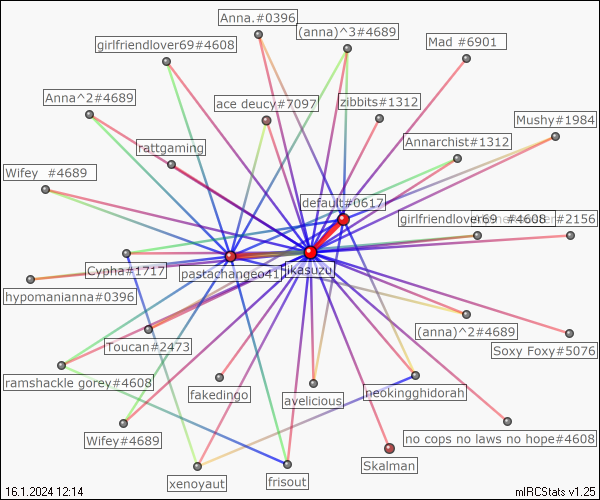 Anna.#0396
(anna)^3#4689
girlfriendlover69#4608
Mad #6901
Anna^2#4689
ace deucy#7097
zibbits#1312
Mushy#1984
rattgaming
Annarchist#1312
Wifey  #4689
default#0617
girlfriendlover69  #4608
#2156
Cypha#1717
pastachangeo41
jikasuzu
hypomanianna#0396
(anna)^2#4689
Toucan#2473
Soxy Foxy#5076
ramshackle gorey#4608
fakedingo
avelicious
neokingghidorah
Wifey#4689
no cops no laws no hope#4608
Skalman
xenoyaut
frisout
16.1.2024 12:14
mIRCStats v1.25